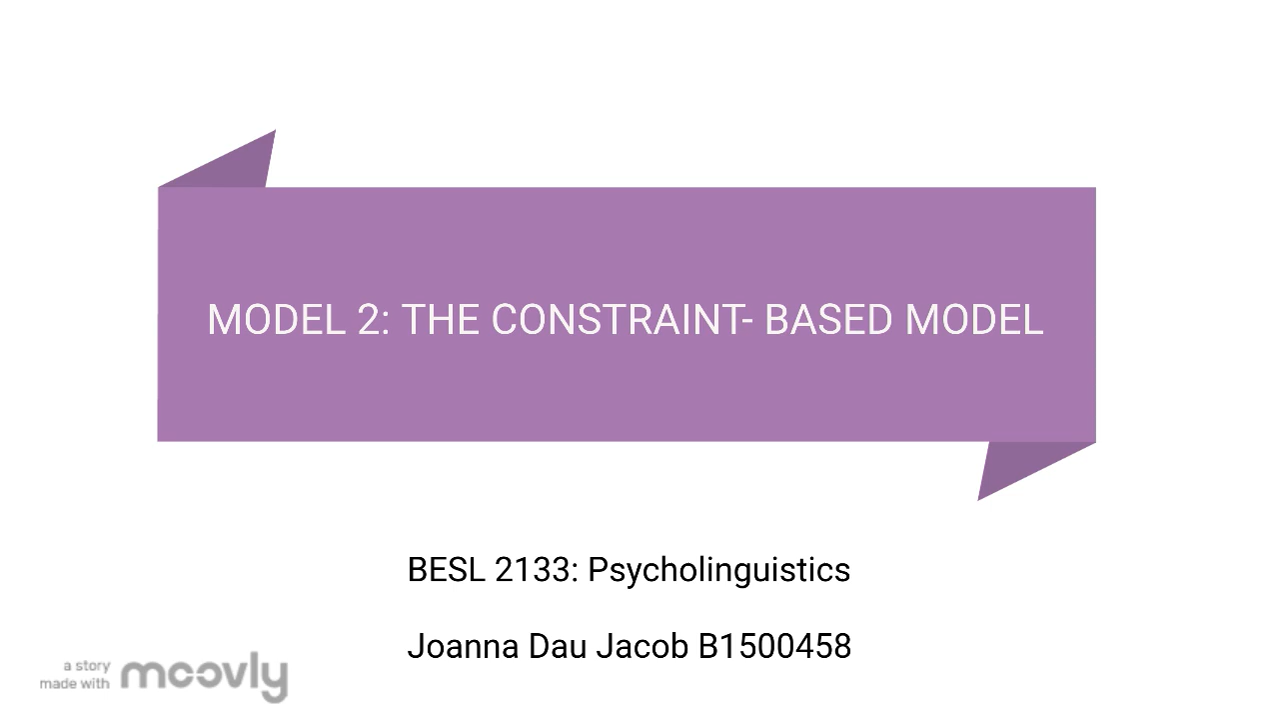 MODEL 2: THE CONSTRAINT- BASED MODEL
BESL 2133: Psycholinguistics
Joanna Dau Jacob B1500458
a story
made with moovly